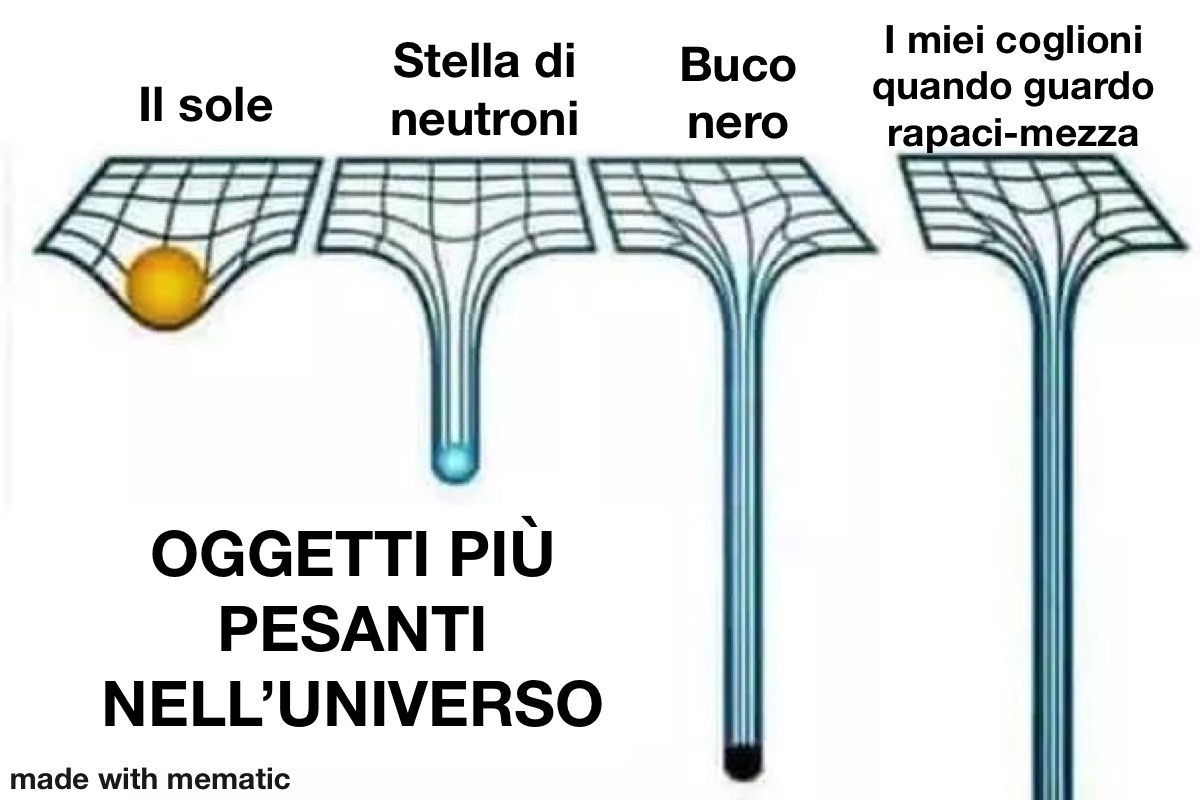 Il sole
Stella di
neutroni
Buco
nero
I miei coglioni
quando guardo
rapaci-mezza
OGGETTI PIÙ
PESANTI
NELL’UNIVERSO
made with mematic